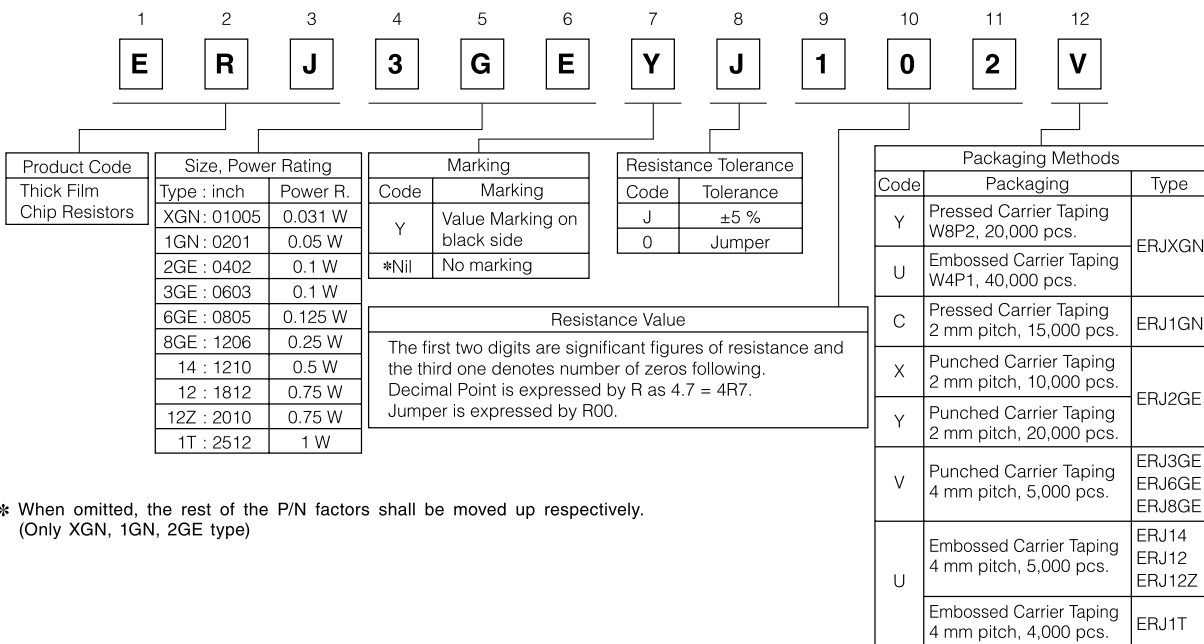 1 2 3 4 5 6 7 8 9 10 11 12
E R J 3 G E Y J 1 0 2 V
Product Code
Thick Film
Chip Resistors
Size, Power Rating
Type : inch Power R.
XGN : 01005 0.031 W
1GN : 0201 0.05 W
2GE : 0402 0.1 W
3GE : 0603 0.1 W
6GE : 0805 0.125 W
8GE : 1206 0.25 W
14 : 1210 0.5 W
12 : 1812 0.75 W
12Z : 2010 0.75 W
1T : 2512 1 W
Marking
Code Marking
Y Value Marking on
black side
✻Nil No marking
Resistance Tolerance
Code Tolerance
J ±5 %
0 Jumper
Resistance Value
The first two digits are significant figures of resistance and
the third one denotes number of zeros following.
Decimal Point is expressed by R as 4.7 = 4R7.
Jumper is expressed by R00.
Packaging Methods
Code Packaging Type
Y Pressed Carrier Taping
W8P2, 20,000 pcs.
ERJXGN
U Embossed Carrier Taping
W4P1, 40,000 pcs.
C Pressed Carrier Taping
2 mm pitch, 15,000 pcs.
ERJ1GN
X Punched Carrier Taping
2 mm pitch, 10,000 pcs.
ERJ2GE
Y Punched Carrier Taping
2 mm pitch, 20,000 pcs.
V Punched Carrier Taping
4 mm pitch, 5,000 pcs.
ERJ3GE
ERJ6GE
ERJ8GE
U Embossed Carrier Taping
4 mm pitch, 5,000 pcs.
ERJ14
ERJ12
ERJ12Z
Embossed Carrier Taping
4 mm pitch, 4,000 pcs.
ERJ1T
✻ When omitted, the rest of the P/N factors shall be moved up respectively.
(Only XGN, 1GN, 2GE type)